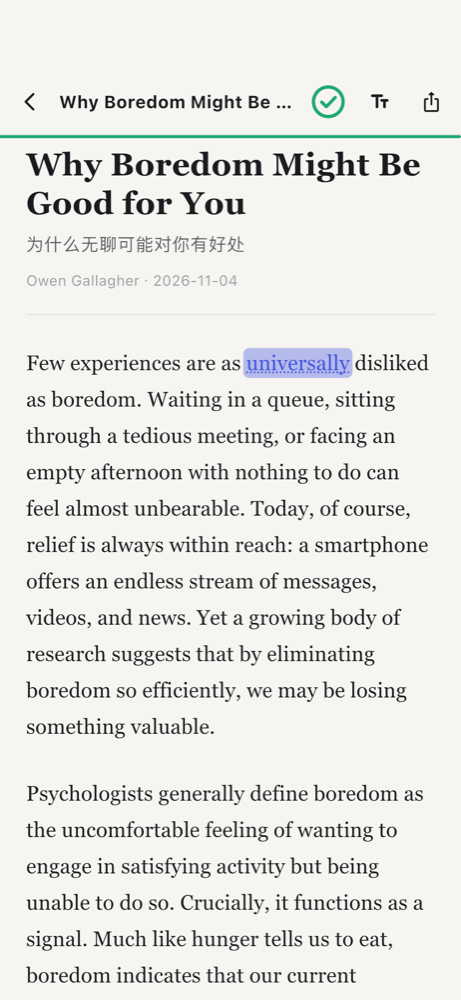 Why Boredom Might Be ...
Why Boredom Might Be
Good for You
为什么无聊可能对你有好处
Owen Gallagher · 2026-11-04
Few experiences are as universally disliked
as boredom. Waiting in a queue, sitting
through a tedious meeting, or facing an
empty afternoon with nothing to do can
feel almost unbearable. Today, of course,
relief is always within reach: a smartphone
offers an endless stream of messages,
videos, and news. Yet a growing body of
research suggests that by eliminating
boredom so efficiently, we may be losing
something valuable.
Psychologists generally define boredom as
the uncomfortable feeling of wanting to
engage in satisfying activity but being
unable to do so. Crucially, it functions as a
signal. Much like hunger tells us to eat,
boredom indicates that our current